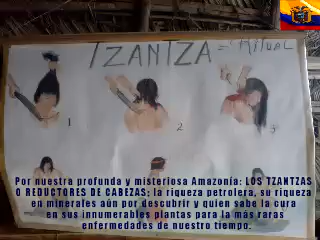 TZANTZA = Ritual
1
2
3
Por nuestra profunda y misteriosa Amazonía: LOS TZANTZAS
O REDUCTORES DE CABEZAS; la riqueza petrolera, su riqueza
en minerales aún por descubrir y quien sabe la cura
en sus innumerables plantas para la más raras
enfermedades de nuestro tiempo.